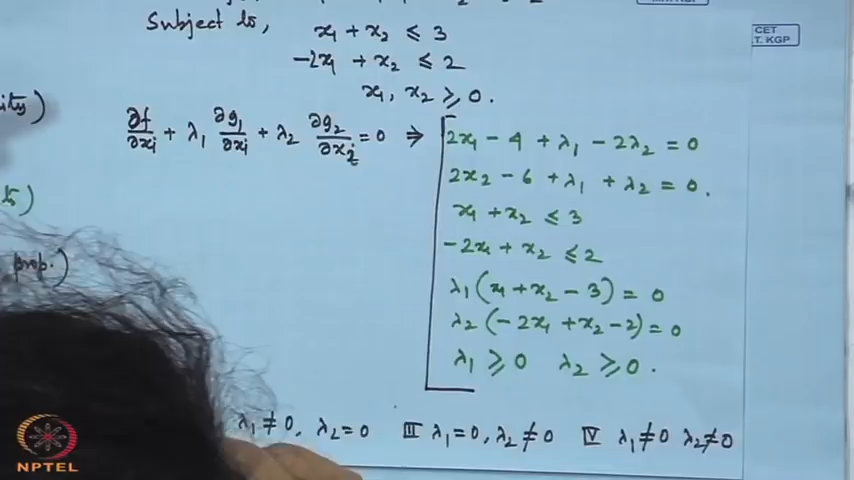 Subject to,
x₁ + x₂ ≤ 3
-2x₁ + x₂ ≤ 2
x₁, x₂ ≥ 0.
∂f/∂xᵢ + λ₁ ∂g₁/∂xᵢ + λ₂ ∂g₂/∂xᵢ = 0 ⇒
2x₁ - 4 + λ₁ - 2λ₂ = 0
2x₂ - 6 + λ₁ + λ₂ = 0.
x₁ + x₂ ≤ 3
-2x₁ + x₂ ≤ 2
λ₁(x₁ + x₂ - 3) = 0
λ₂(-2x₁ + x₂ - 2) = 0
λ₁ ≥ 0 λ₂ ≥ 0.
λ₁ ≠ 0, λ₂ = 0 III λ₁ = 0, λ₂ ≠ 0 IV λ₁ ≠ 0 λ₂ ≠ 0
prob.)
CET
T. KGP
NPTEL